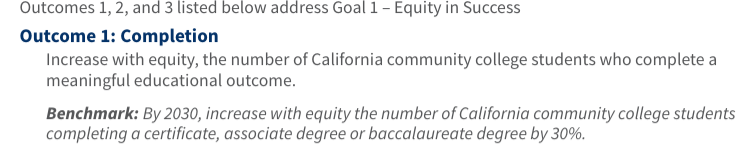 Outcomes 1, 2, and 3 listed below address Goal 1 – Equity in Success
Outcome 1: Completion
Increase with equity, the number of California community college students who complete a
meaningful educational outcome.
Benchmark: By 2030, increase with equity the number of California community college students
completing a certificate, associate degree or baccalaureate degree by 30%.